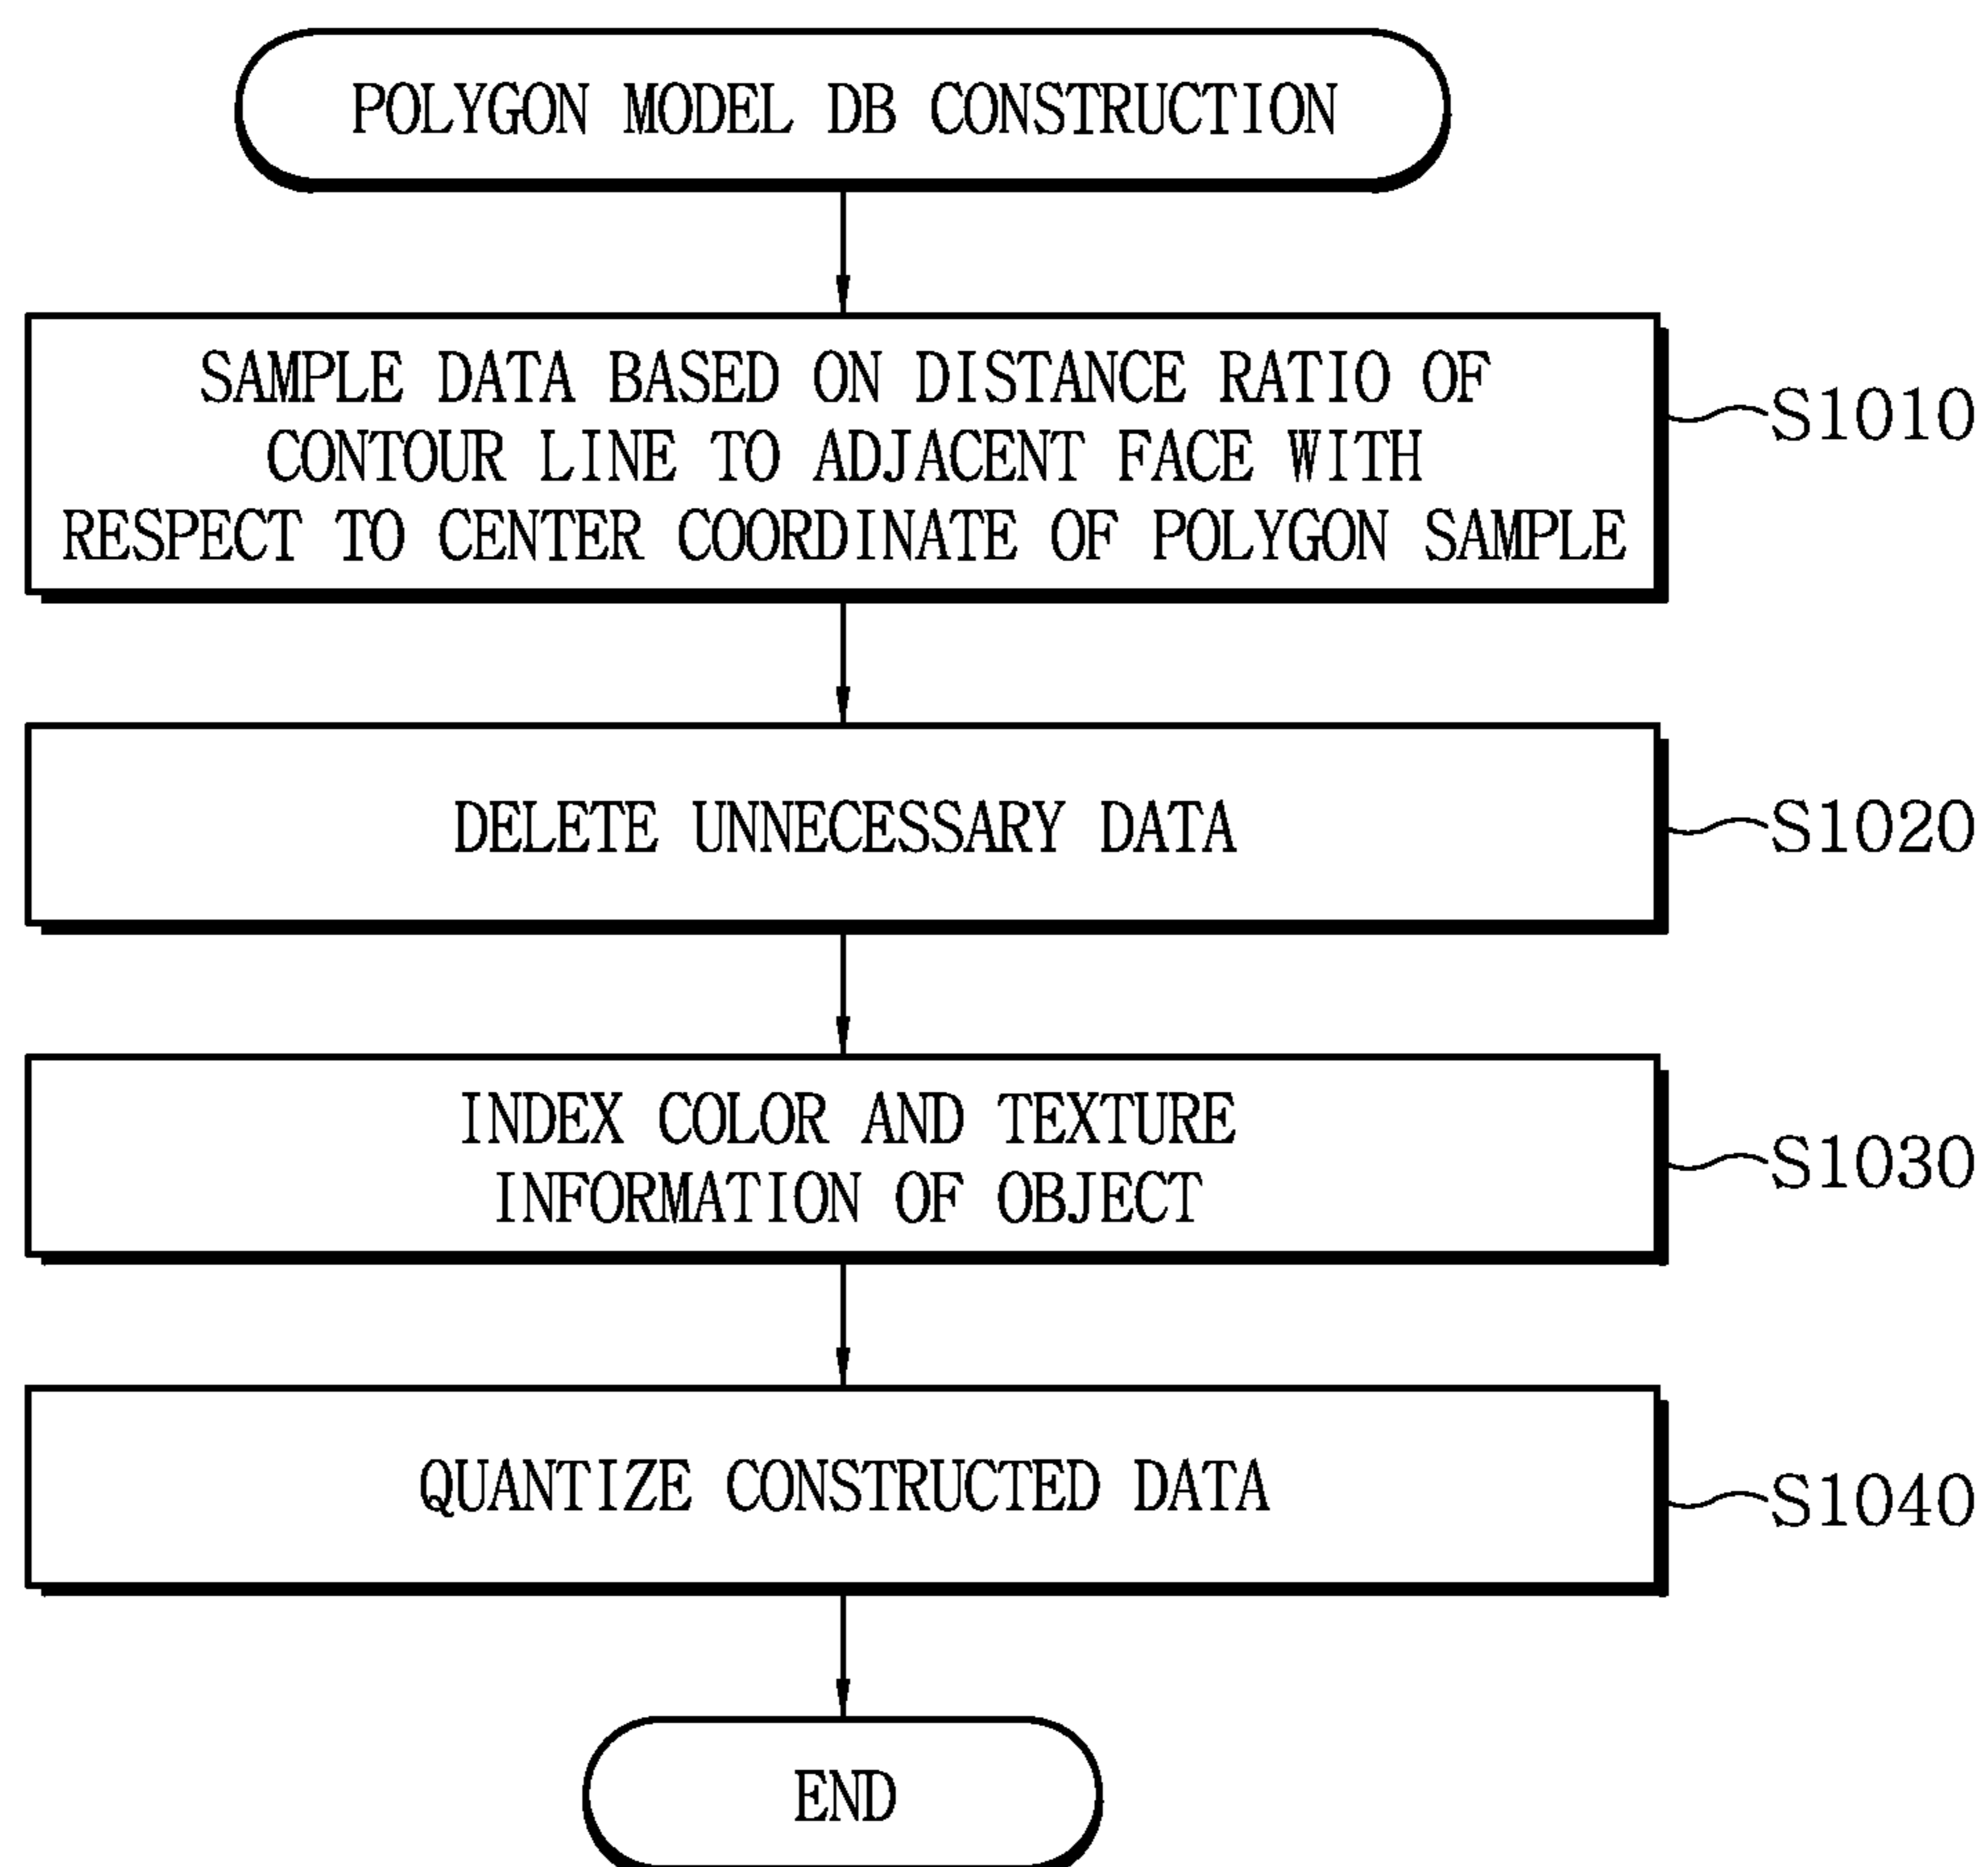 POLYGON MODEL DB CONSTRUCTION
SAMPLE DATA BASED ON DISTANCE RATIO OF
CONTOUR LINE TO ADJACENT FACE WITH
RESPECT TO CENTER COORDINATE OF POLYGON SAMPLE
S1010
DELETE UNNECESSARY DATA
S1020
INDEX COLOR AND TEXTURE
INFORMATION OF OBJECT
S1030
QUANTIZE CONSTRUCTED DATA
S1040
END